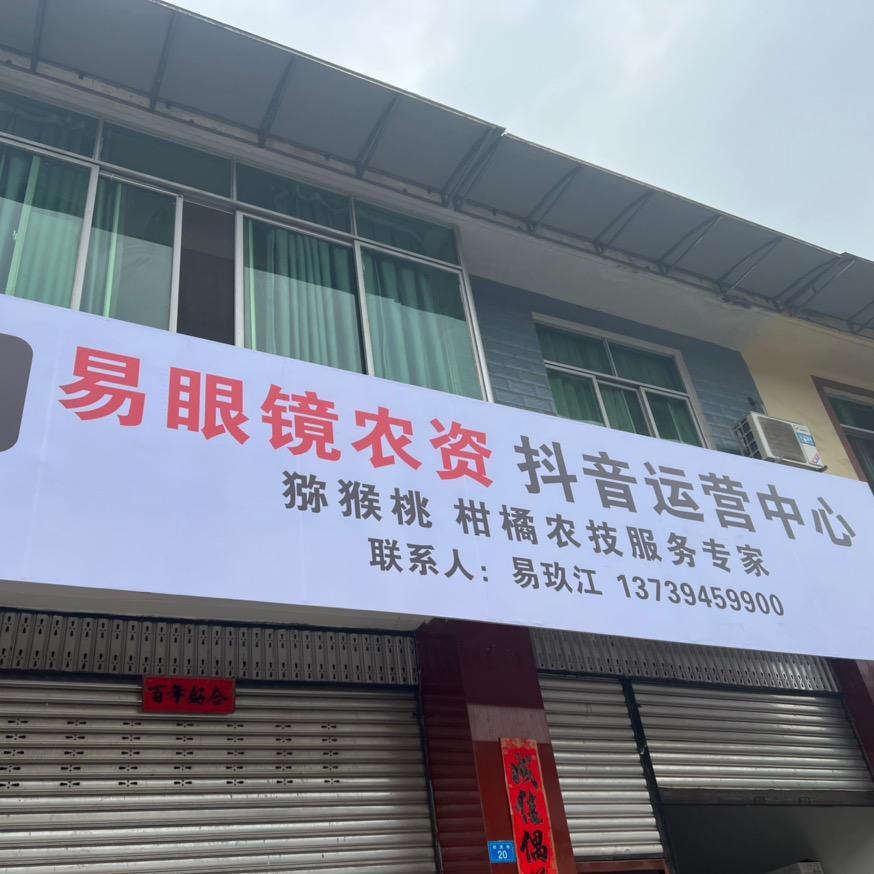 易眼镜农资 抖音运营中心
猕猴桃 柑橘农技服务专家
联系人：易玖江 13739459900
百年好合
20